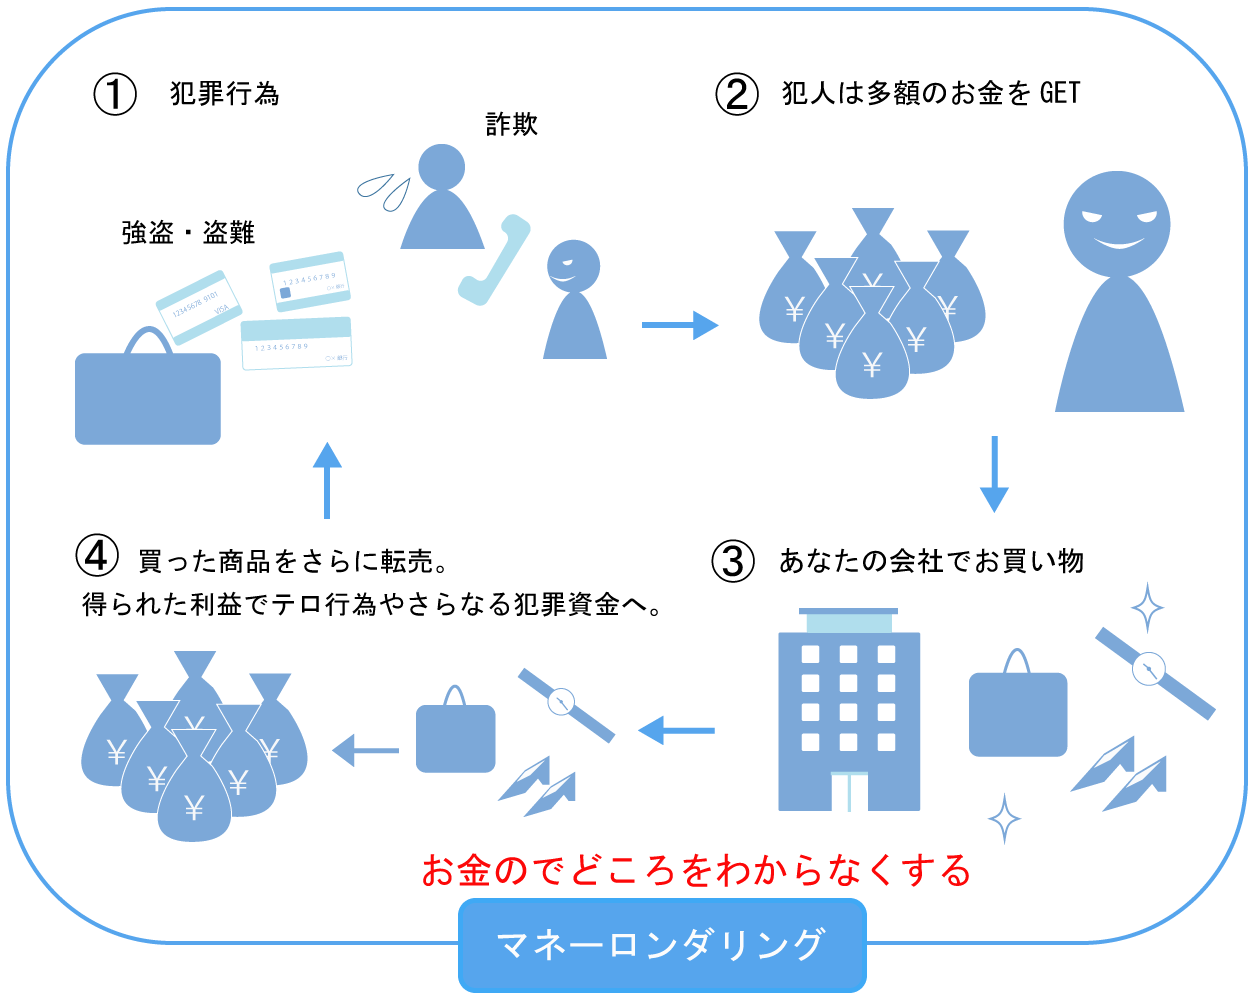 ① 犯罪行為
詐欺
強盗・盗難
12345678 9101
VISA
123456789
123456789
② 犯人は多額のお金をGET
¥
¥
¥
¥
¥
¥
③ あなたの会社でお買い物
④ 買った商品をさらに転売。
得られた利益でテロ行為やさらなる犯罪資金へ。
¥
¥
¥
¥
¥
¥
お金のでどころをわからなくする
マネーロンダリング